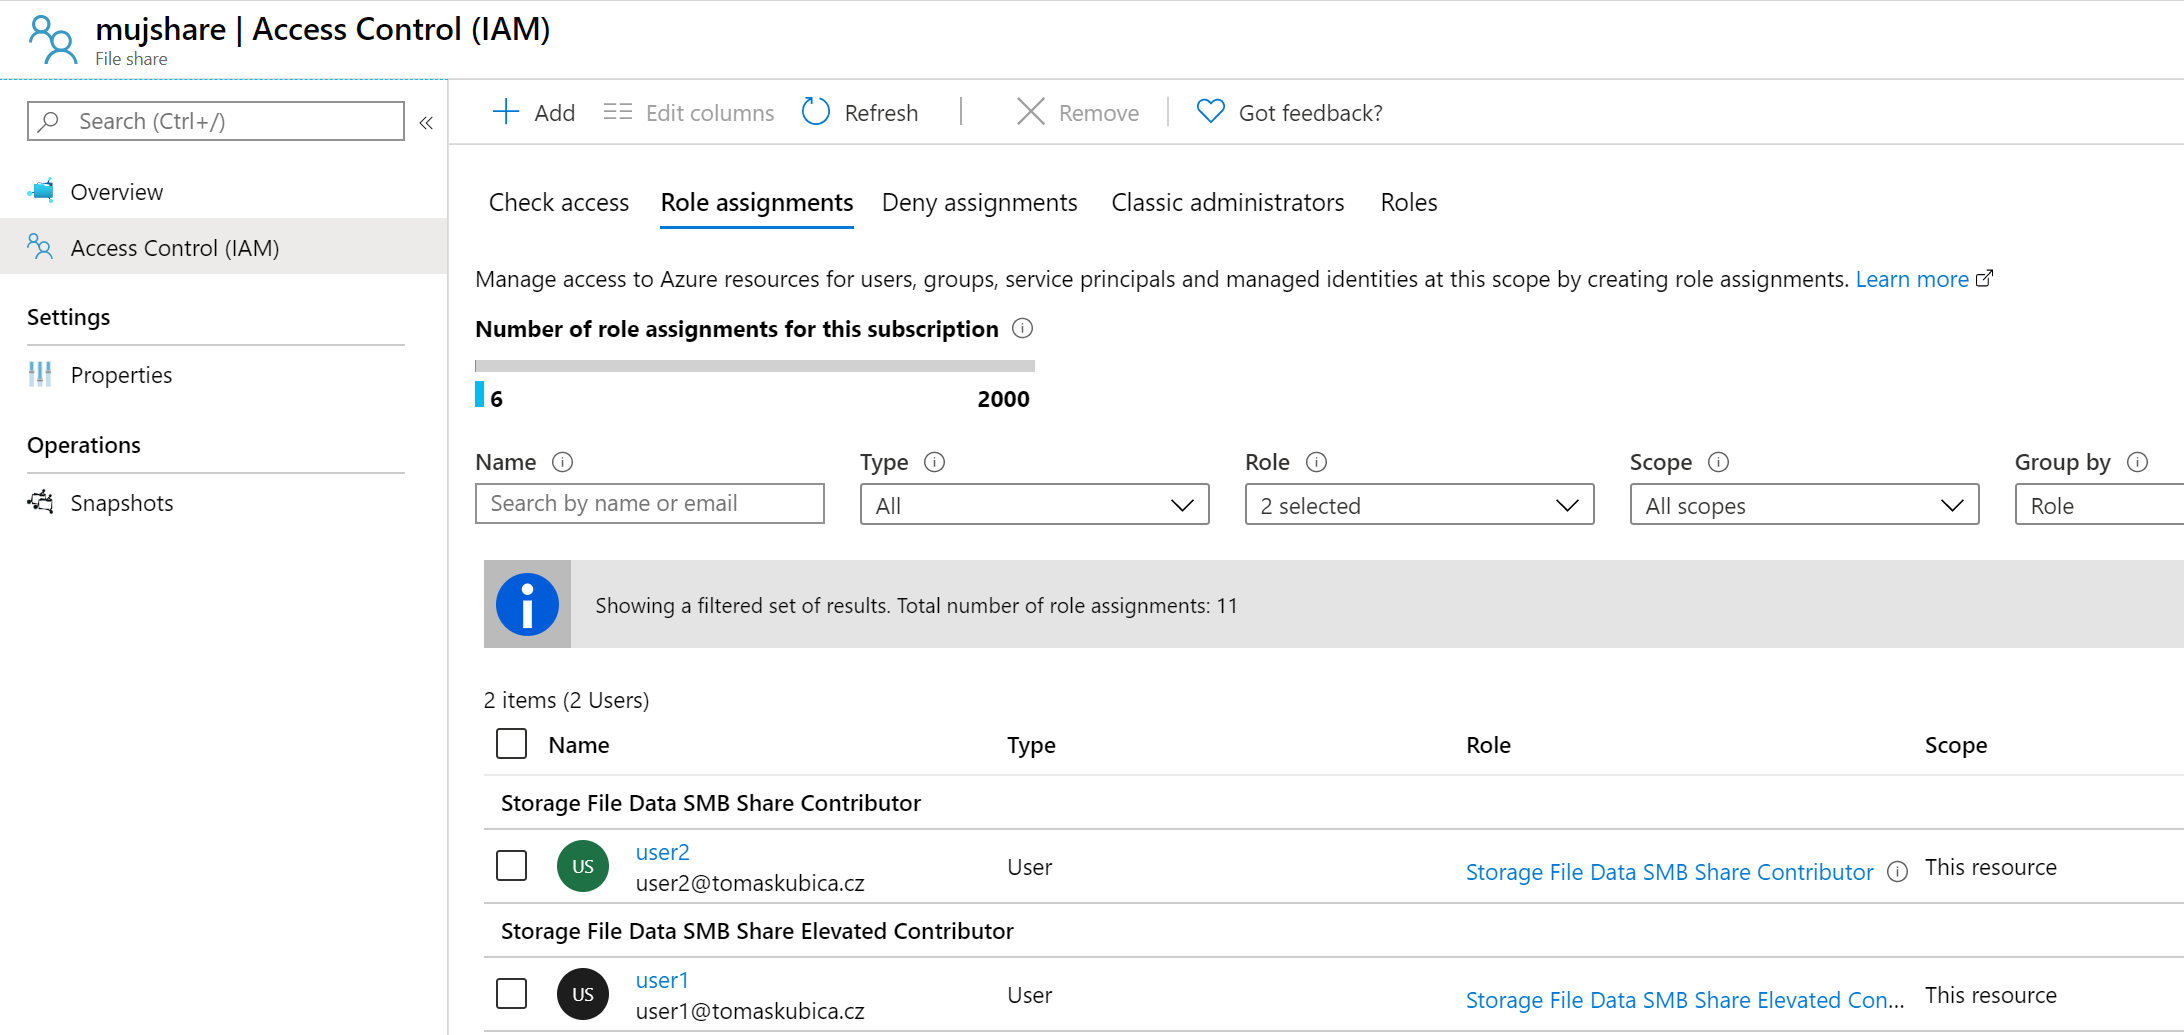 mujshare | Access Control (IAM)
File share
Search (Ctrl+/)
«
Overview
Access Control (IAM)
Settings
Properties
Operations
Snapshots
Add
Edit columns
Refresh
Remove
Got feedback?
Check access
Role assignments
Deny assignments
Classic administrators
Roles
Manage access to Azure resources for users, groups, service principals and managed identities at this scope by creating role assignments. Learn more
Number of role assignments for this subscription
6
2000
Name
Type
Role
Scope
Group by
Search by name or email
All
2 selected
All scopes
Role
Showing a filtered set of results. Total number of role assignments: 11
2 items (2 Users)
Name
Type
Role
Scope
Storage File Data SMB Share Contributor
US
user2
user2@tomaskubica.cz
User
Storage File Data SMB Share Contributor
This resource
Storage File Data SMB Share Elevated Contributor
US
user1
user1@tomaskubica.cz
User
Storage File Data SMB Share Elevated Con...
This resource